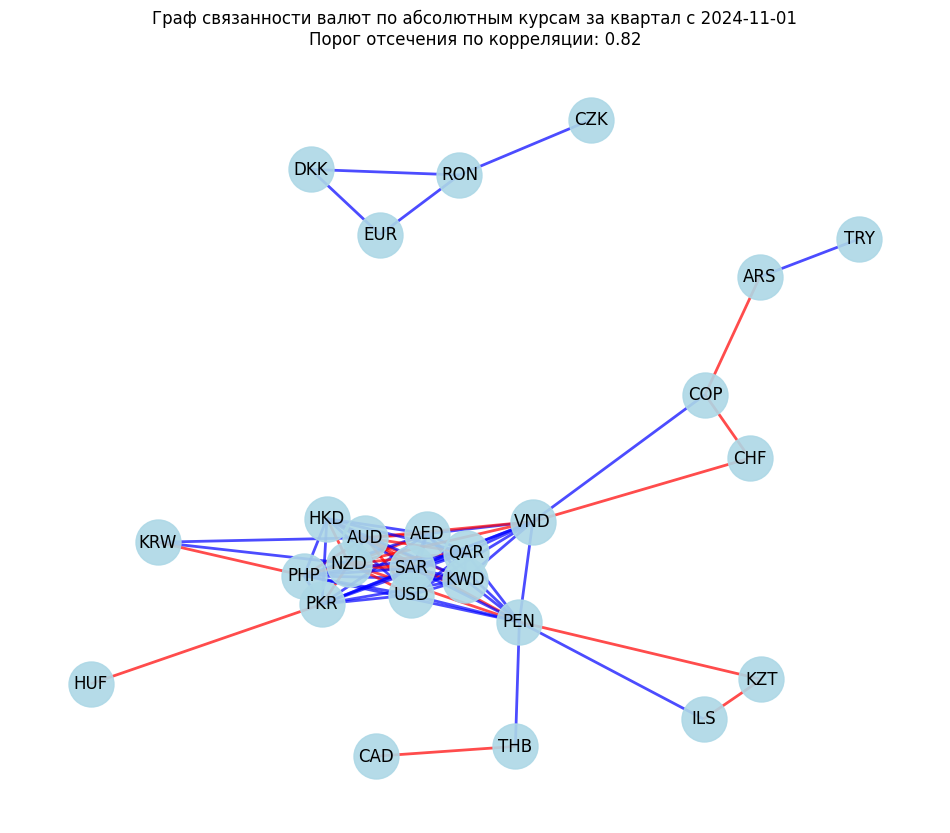 Граф связанности валют по абсолютным курсам за квартал с 2024-11-01
Порог отсечения по корреляции: 0.82
CZK
DKK
RON
EUR
TRY
ARS
COP
CHF
HKD
VND
AUD
AED
KRW
QAR
NZD
SAR
PHP
KWD
USD
PKR
PEN
HUF
KZT
ILS
THB
CAD